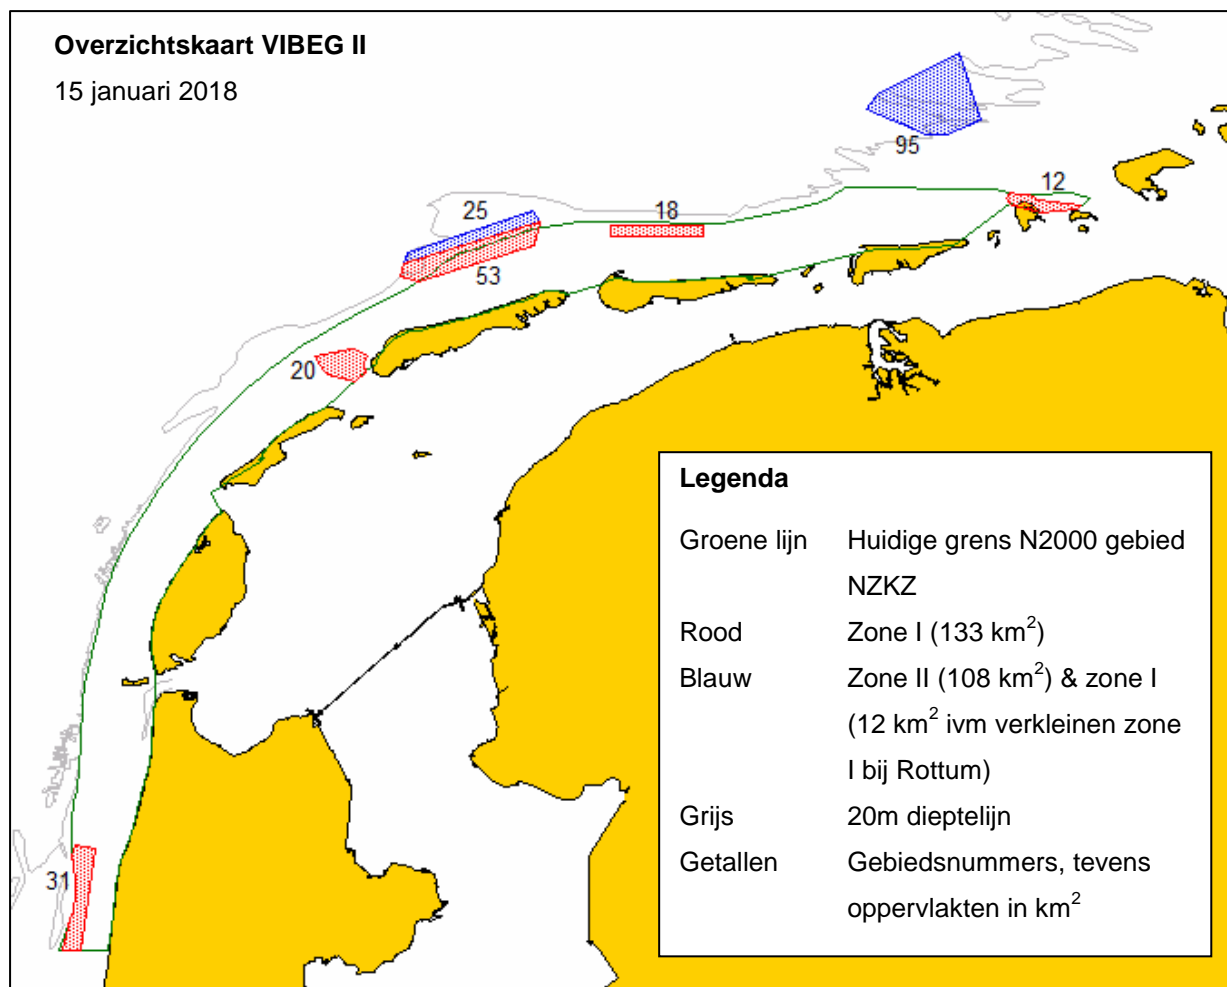 Overzichtskaart VIBEG II
15 januari 2018
95
12
25
18
53
20
31
Legenda
Groene lijn Huidige grens N2000 gebied
NZKZ
Rood Zone I (133 km²)
Blauw Zone II (108 km²) & zone I
(12 km² ivm verkleinen zone
I bij Rottum)
Grijs 20m dieptelijn
Getallen Gebiedsnummers, tevens
oppervlakten in km²